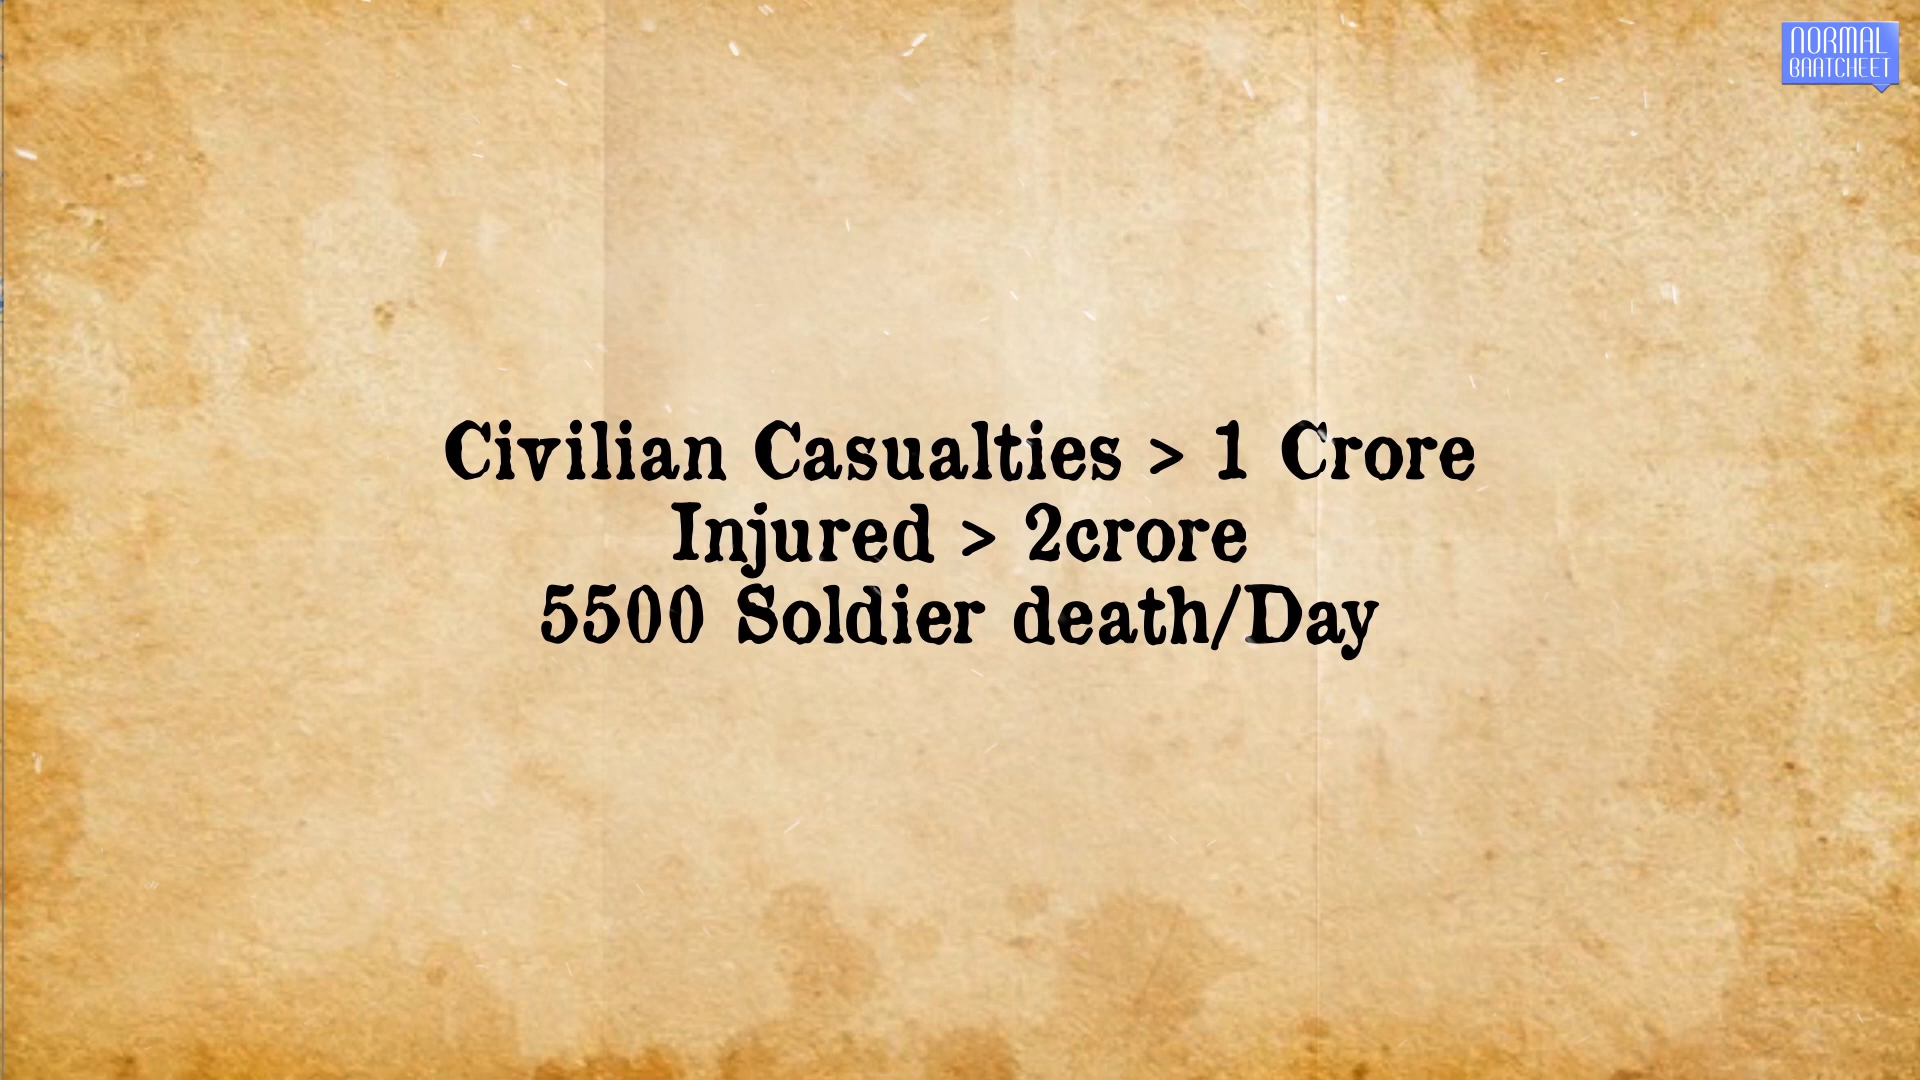 NORMAL
BAATCHEET
Civilian Casualties > 1 Crore
Injured > 2crore
5500 Soldier death/Day